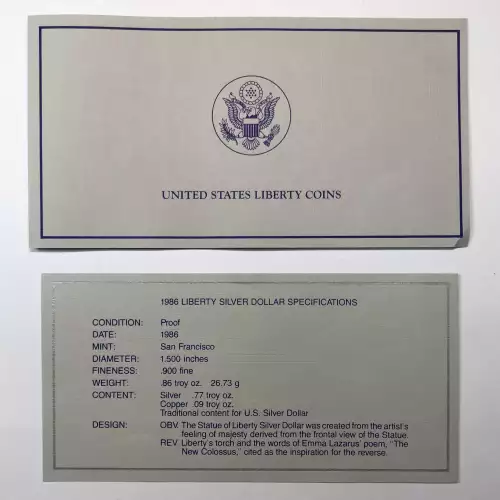 UNITED STATES LIBERTY COINS
1986 LIBERTY SILVER DOLLAR SPECIFICATIONS
CONDITION: Proof
DATE: 1986
MINT: San Francisco
DIAMETER: 1.500 inches
FINENESS: .900 fine
WEIGHT: .86 troy oz. 26.73 g
CONTENT: Silver .77 troy oz.
Copper .09 troy oz.
Traditional content for U.S. Silver Dollar
DESIGN: OBV. The Statue of Liberty Silver Dollar was created from the artist's
feeling of majesty derived from the frontal view of the Statue.
REV. Liberty's torch and the words of Emma Lazarus' poem, "The
New Colossus," cited as the inspiration for the reverse.